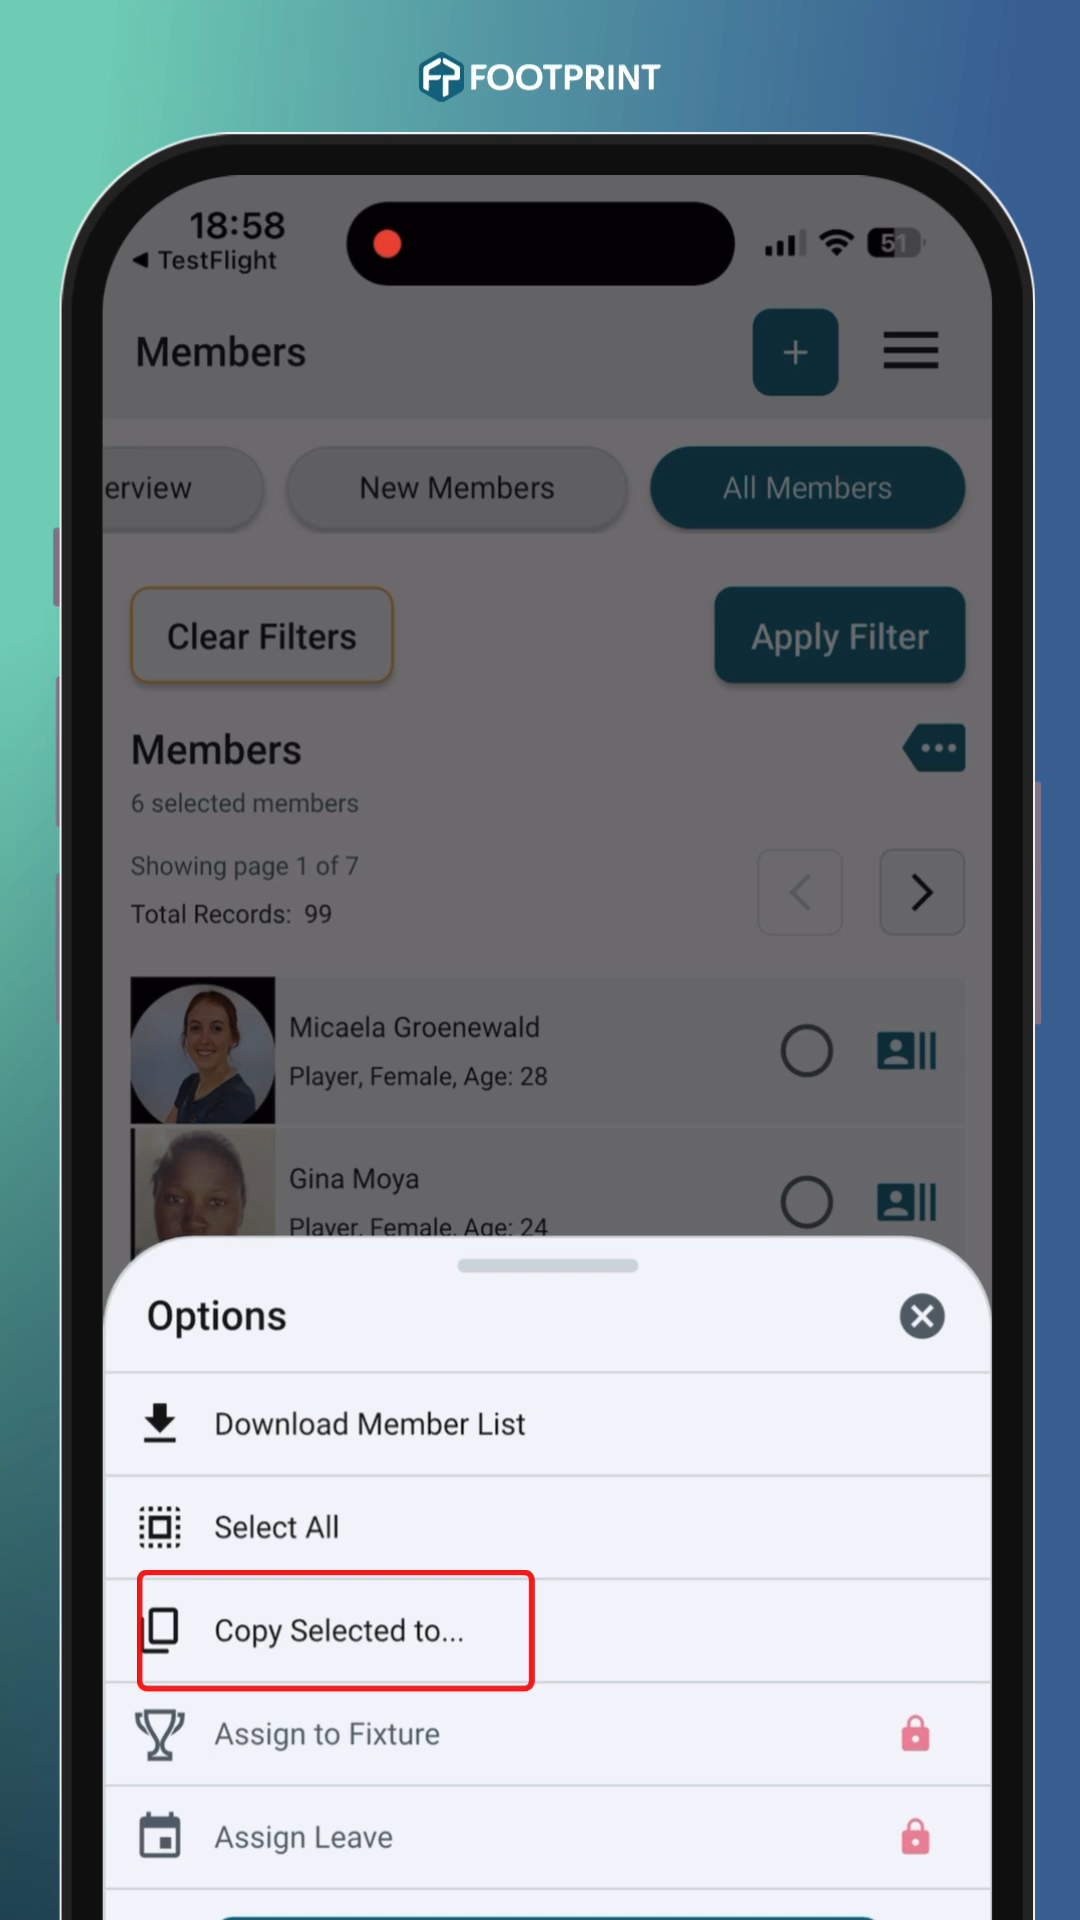 FOOTPRINT
18:58
TestFlight
51
Members
+
erview
New Members
All Members
Clear Filters
Apply Filter
Members
6 selected members
Showing page 1 of 7
Total Records: 99
Micaela Groenewald
Player, Female, Age: 28
Gina Moya
Player, Female, Age: 24
Options
Download Member List
Select All
Copy Selected to...
Assign to Fixture
Assign Leave